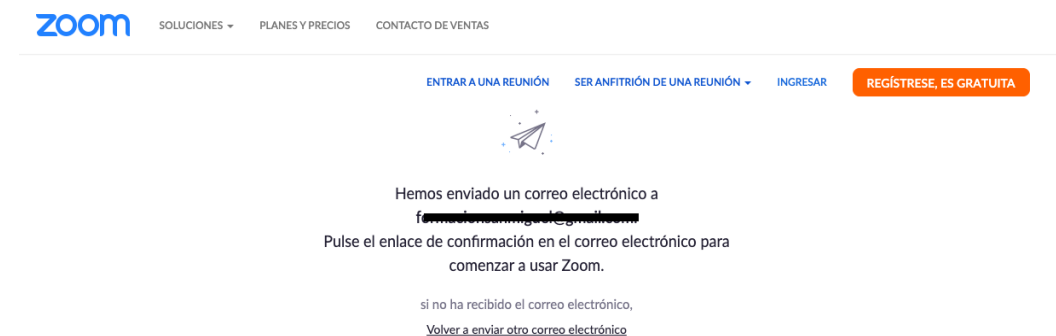 zoom
SOLUCIONES PLANES Y PRECIOS CONTACTO DE VENTAS
ENTRAR A UNA REUNIÓN SER ANFITRIÓN DE UNA REUNIÓN INGRESAR REGÍSTRESE, ES GRATUITA
Hemos enviado un correo electrónico a
Pulse el enlace de confirmación en el correo electrónico para
comenzar a usar Zoom.
si no ha recibido el correo electrónico,
Volver a enviar otro correo electrónico